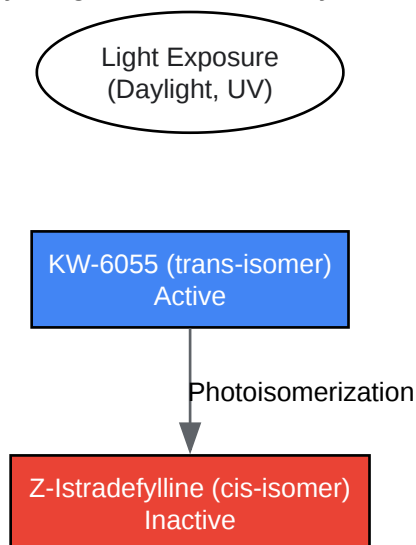 Light Exposure
(Daylight, UV)
KW-6055 (trans-isomer)
Active
Photoisomerization
Z-Istradefylline (cis-isomer)
Inactive